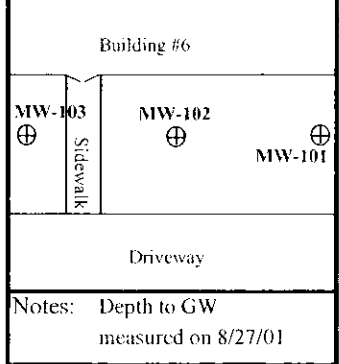 Building #6
MW-103
MW-102
MW-101
Sidewalk
Driveway
Notes: Depth to GW
measured on 8/27/01